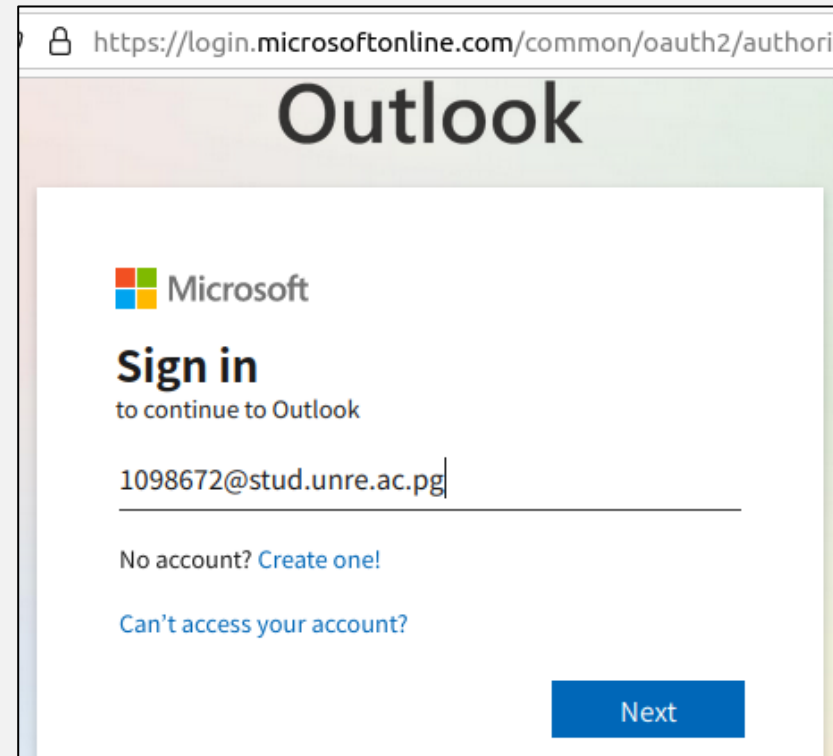 https://login.microsoftonline.com/common/oauth2/authori
Outlook
Microsoft
Sign in
to continue to Outlook
1098672@stud.unre.ac.pg
No account? Create one!
Can’t access your account?
Next